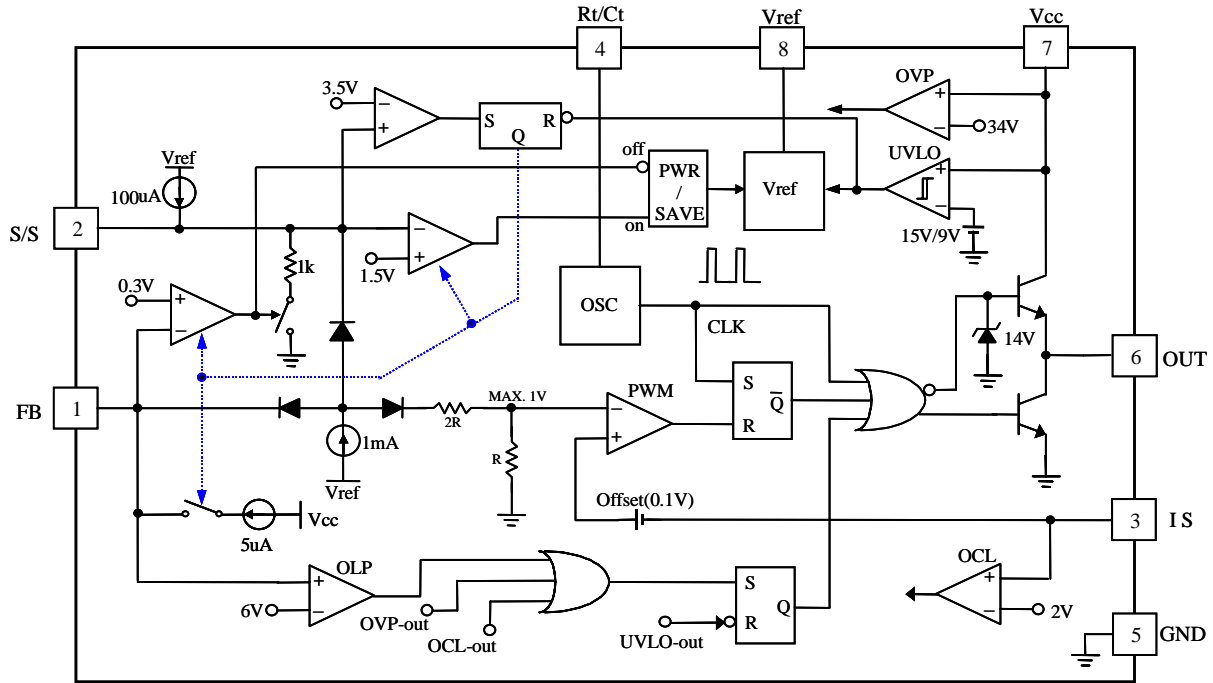 Rt/Ct
Vref
Vcc
4
8
7
OVP
3.5V
+
−
34V
−
+
S
R
Q
off
UVLO
Vref
100uA
PWR
/
SAVE
Vref
+
−
2
S/S
on
15V/9V
1k
−
+
1.5V
0.3V
+
−
OSC
CLK
14V
6
OUT
FB
1
MAX. 1V
2R
PWM
−
+
S
Q
R
1mA
R
Vref
Offset(0.1V)
Vcc
5uA
3
I S
OLP
OCL
+
−
6V
+
−
2V
S
Q
R
OVP-out
OCL-out
UVLO-out
5
GND